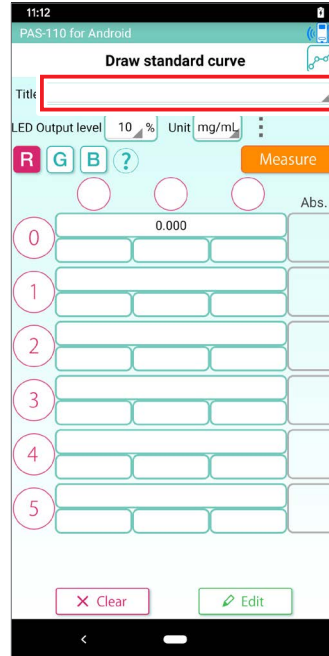 11:12
PAS-110 for Android
Draw standard curve
Title
LED Output level 10 % Unit mg/mL
R G B ? Measure
Abs.
0 0.000
1
2
3
4
5
× Clear Edit